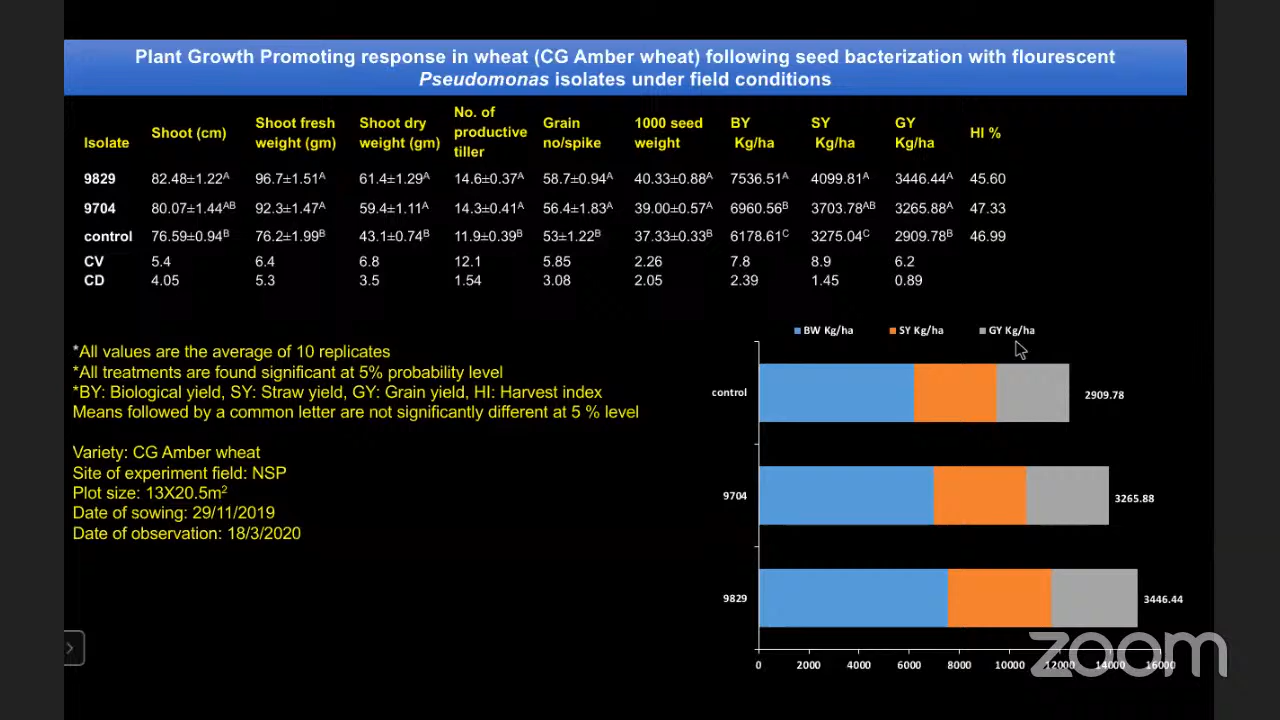 Plant Growth Promoting response in wheat (CG Amber wheat) following seed bacterization with flourescent
Pseudomonas isolates under field conditions
Isolate Shoot (cm) Shoot fresh weight (gm) Shoot dry weight (gm) No. of productive tiller Grain no/spike 1000 seed weight BY Kg/ha SY Kg/ha GY Kg/ha HI %
9829 82.48±1.22A 96.7±1.51A 61.4±1.29A 14.6±0.37A 58.7±0.94A 40.33±0.88A 7536.51A 4099.81A 3446.44A 45.60
9704 80.07±1.44AB 92.3±1.47A 59.4±1.11A 14.3±0.41A 56.4±1.83A 39.00±0.57A 6960.56B 3703.78AB 3265.88A 47.33
control 76.59±0.94B 76.2±1.99B 43.1±0.74B 11.9±0.39B 53±1.22B 37.33±0.33B 6178.61C 3275.04C 2909.78B 46.99
CV 5.4 6.4 6.8 12.1 5.85 2.26 7.8 8.9 6.2
CD 4.05 5.3 3.5 1.54 3.08 2.05 2.39 1.45 0.89
*All values are the average of 10 replicates
*All treatments are found significant at 5% probability level
*BY: Biological yield, SY: Straw yield, GY: Grain yield, HI: Harvest index
Means followed by a common letter are not significantly different at 5 % level
Variety: CG Amber wheat
Site of experiment field: NSP
Plot size: 13X20.5m2
Date of sowing: 29/11/2019
Date of observation: 18/3/2020
BW Kg/ha SY Kg/ha GY Kg/ha
control 2909.78
9704 3265.88
9829 3446.44
0 2000 4000 6000 8000 10000 12000 14000 16000
zoom